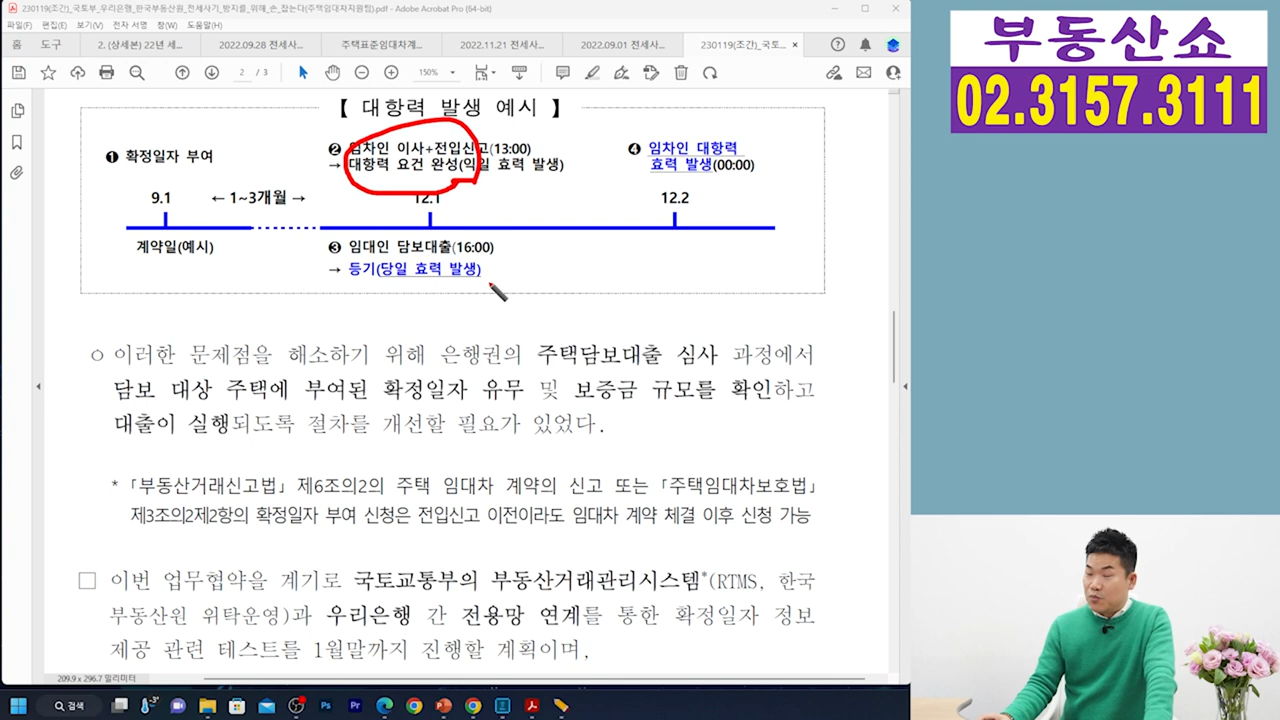 230119(조간)_국토부_우리은행_한국부동산원_전세사기_방지를_위해_손_잡는다(주택임대차지원팀).pdf - Adobe Acrobat Pro (64-bit)
파일(F) 편집(E) 보기(V) 전자 서명 창(W) 도움말(H)
홈 도구 2. (상세본) 22년 세... 2022.09.28 전세사... 2022.11.21 전세사... 2022.09.01 전세사... 230119(조간)_국토... ×
2 / 3 150%
【 대항력 발생 예시 】
❶ 확정일자 부여
❷ 임차인 이사+전입신고(13:00)
→ 대항력 요건 완성(익일 효력 발생)
❹ 임차인 대항력
효력 발생(00:00)
9.1 ← 1~3개월 → 12.1 12.2
계약일(예시)
❸ 임대인 담보대출(16:00)
→ 등기(당일 효력 발생)
○ 이러한 문제점을 해소하기 위해 은행권의 주택담보대출 심사 과정에서
담보 대상 주택에 부여된 확정일자 유무 및 보증금 규모를 확인하고
대출이 실행되도록 절차를 개선할 필요가 있었다.
* 「부동산거래신고법」 제6조의2의 주택 임대차 계약의 신고 또는 「주택임대차보호법」
제3조의2제2항의 확정일자 부여 신청은 전입신고 이전이라도 임대차 계약 체결 이후 신청 가능
□ 이번 업무협약을 계기로 국토교통부의 부동산거래관리시스템*(RTMS, 한국
부동산원 위탁운영)과 우리은행 간 전용망 연계를 통한 확정일자 정보
제공 관련 테스트를 1월말까지 진행할 계획이며,
209.9 x 296.7 밀리미터
검색
부동산쇼
02.3157.3111